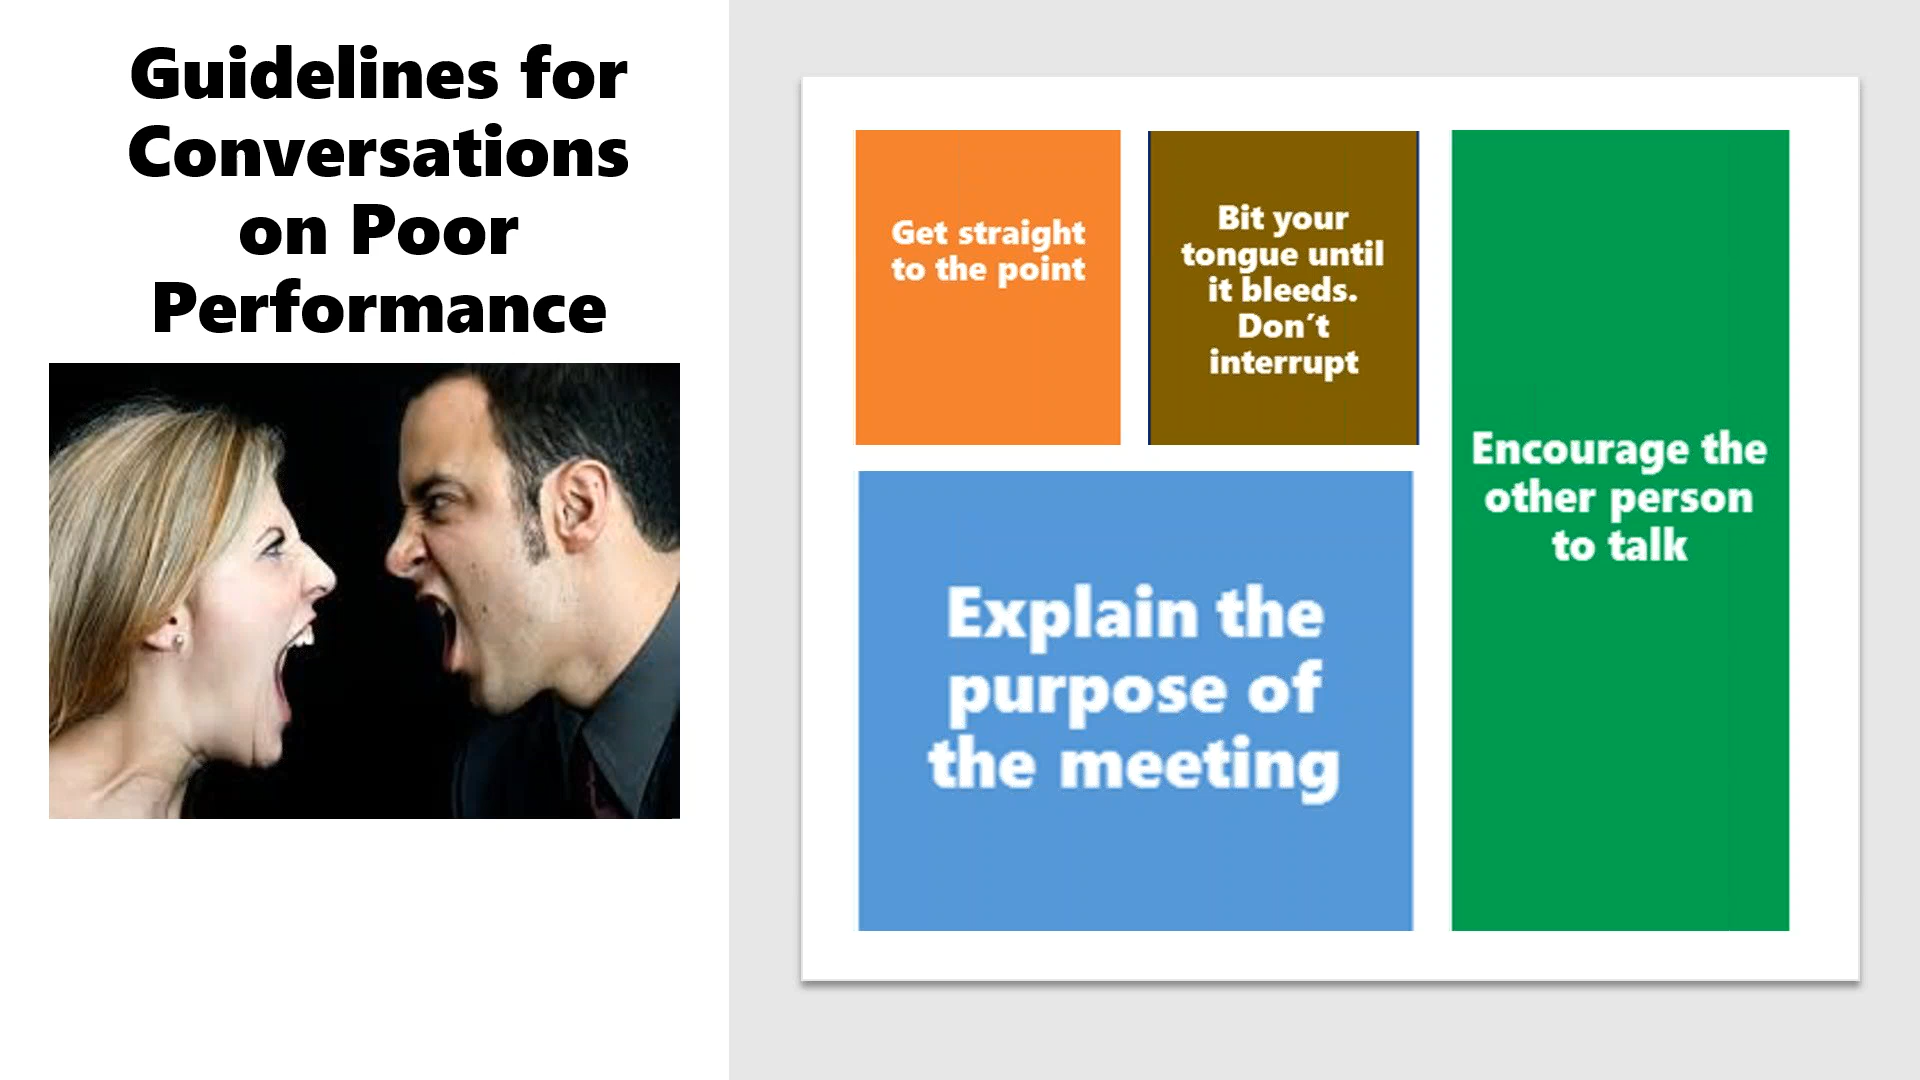 Guidelines for
Conversations
on Poor
Performance
Get straight
to the point
Bit your
tongue until
it bleeds.
Don’t
interrupt
Encourage the
other person
to talk
Explain the
purpose of
the meeting